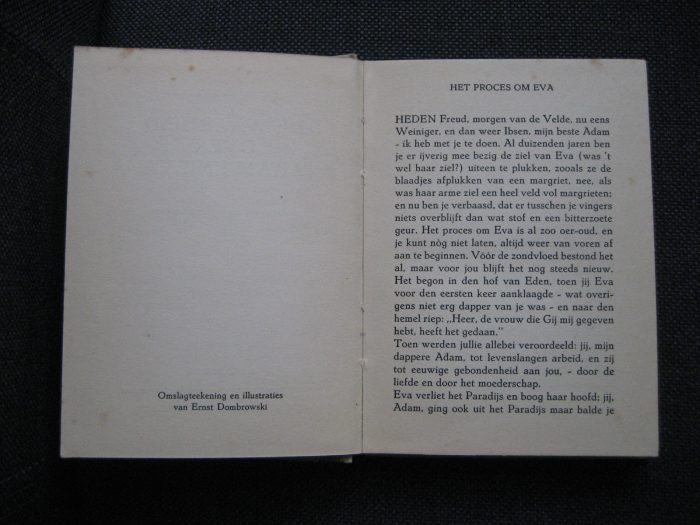 Omslagteekening en illustraties
van Ernst Dombrowski
HET PROCES OM EVA
HEDEN Freud, morgen van de Velde, nu eens
Weiniger, en dan weer Ibsen, mijn beste Adam
- ik heb met je te doen. Al duizenden jaren ben
je er ijverig mee bezig de ziel van Eva (was 't
wel haar ziel?) uiteen te plukken, zooals ze de
blaadjes afplukken van een margriet, nee, als
was haar arme ziel een heel veld vol margrieten;
en nu ben je verbaasd, dat er tusschen je vingers
niets overblijft dan wat stof en een bitterzoete
geur. Het proces om Eva is al zoo oer-oud, en
je kunt nòg niet laten, altijd weer van voren af
aan te beginnen. Vóór de zondvloed bestond het
al, maar voor jou blijft het nog steeds nieuw.
Het begon in den hof van Eden, toen jij Eva
voor den eersten keer aanklaagde - wat overi-
gens niet erg dapper van je was - en naar den
hemel riep: „Heer, de vrouw die Gij mij gegeven
hebt, heeft het gedaan."
Toen werden jullie allebei veroordeeld: jij, mijn
dappere Adam, tot levenslangen arbeid, en zij
tot eeuwige gebondenheid aan jou, - door de
liefde en door het moederschap.
Eva verliet het Paradijs en boog haar hoofd; jij,
Adam, ging ook uit het Paradijs maar balde je